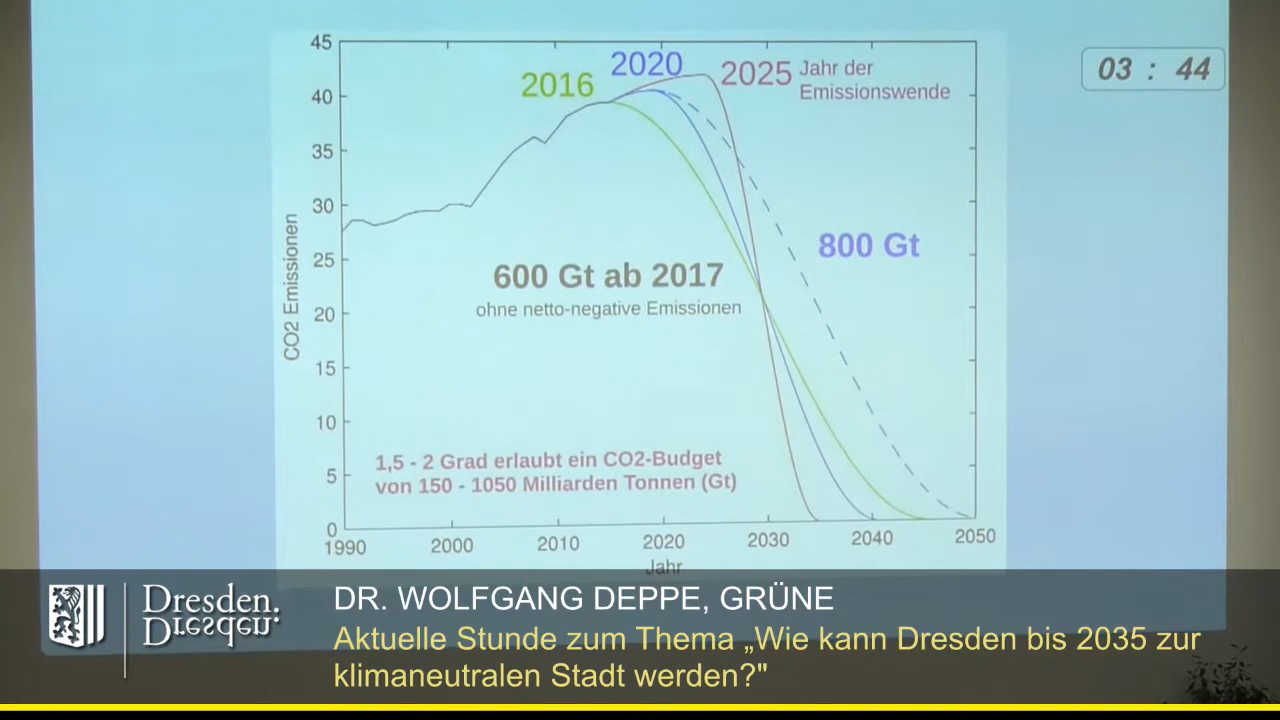 45
40
35
30
25
20
15
10
5
0
CO2 Emissionen
2016
2020
2025 Jahr der
Emissionswende
03 : 44
800 Gt
600 Gt ab 2017
ohne netto-negative Emissionen
1,5 - 2 Grad erlaubt ein CO2-Budget
von 150 - 1050 Milliarden Tonnen (Gt)
1990 2000 2010 2020 2030 2040 2050
Jahr
Dresden.
Dresden.
DR. WOLFGANG DEPPE, GRÜNE
Aktuelle Stunde zum Thema „Wie kann Dresden bis 2035 zur
klimaneutralen Stadt werden?"